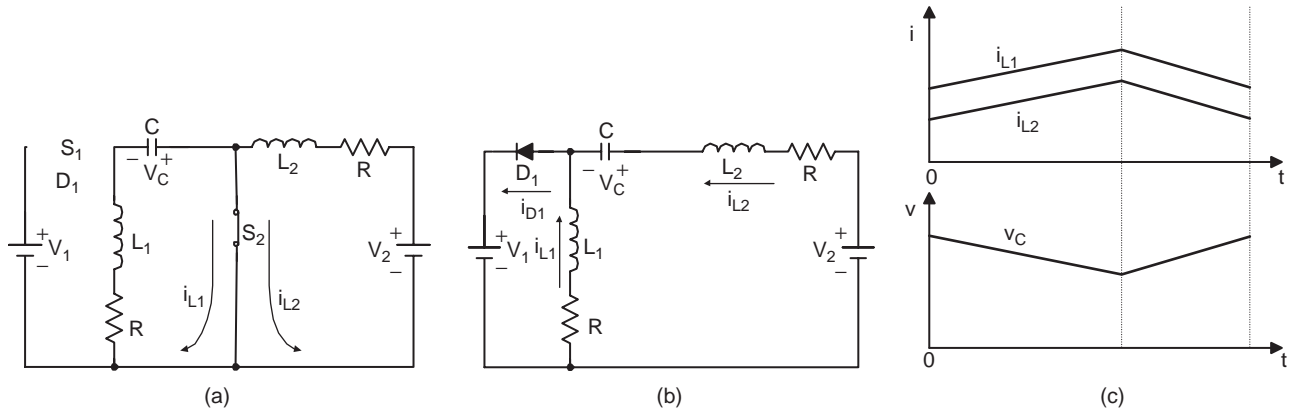 S1
D1
C
− VC +
L2
R
+
V1
−
L1
R
S2
iL1
iL2
V2
+
−
(a)
D1
iD1
C
− VC +
L2
iL2
R
+
V1
−
iL1
L1
R
V2
+
−
(b)
i
iL1
iL2
0
t
v
vC
0
t
(c)